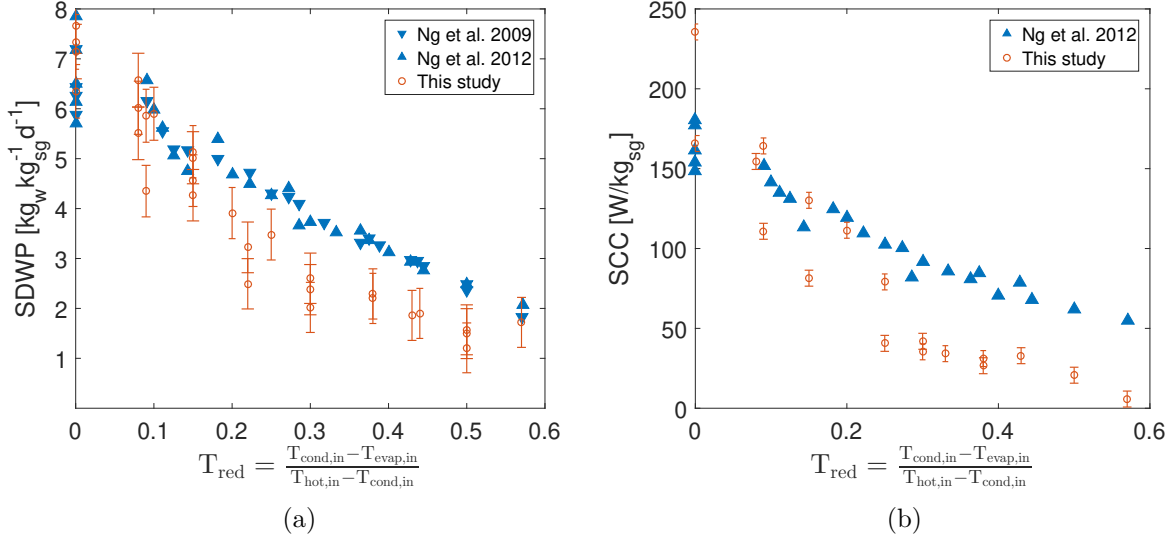 8
7
6
5
4
3
2
1
SDWP [kg_w kg_sg^-1 d^-1]
Ng et al. 2009
Ng et al. 2012
This study
0 0.1 0.2 0.3 0.4 0.5 0.6
T_red = (T_cond,in − T_evap,in) / (T_hot,in − T_cond,in)
(a)
250
200
150
100
50
0
SCC [W/kg_sg]
Ng et al. 2012
This study
0 0.2 0.4 0.6
T_red = (T_cond,in − T_evap,in) / (T_hot,in − T_cond,in)
(b)